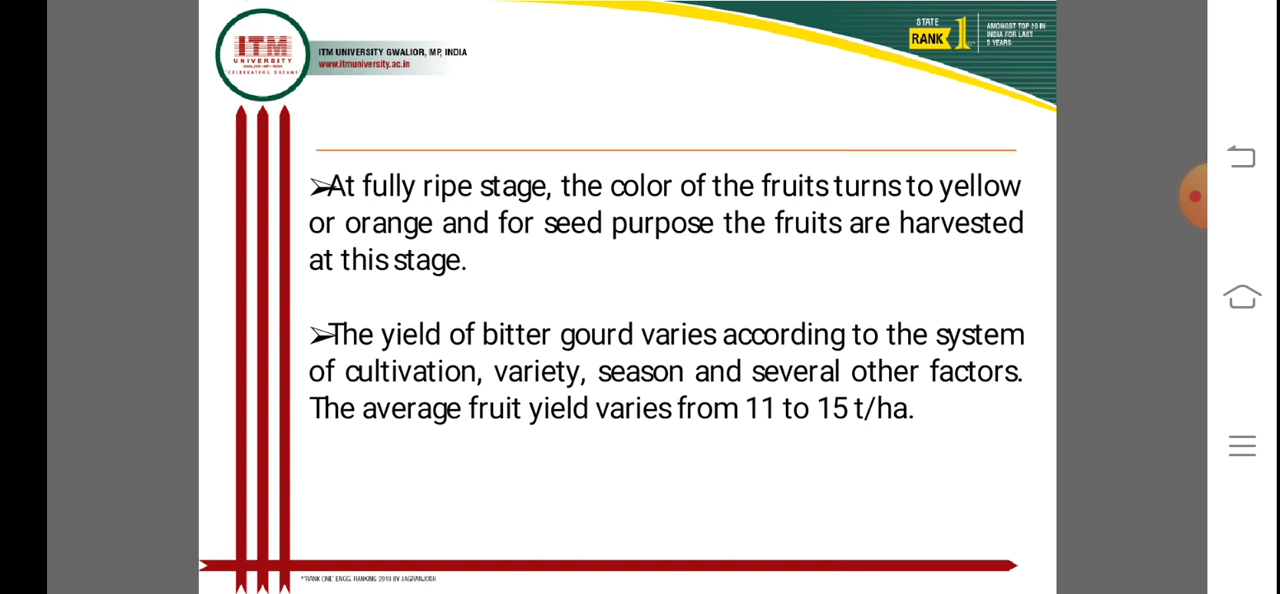 ITM
UNIVERSITY
GWALIOR • MP • INDIA
"CELEBRATING DREAMS"
ITM UNIVERSITY GWALIOR, MP, INDIA
www.itmuniversity.ac.in
STATE
RANK 1
AMONGST TOP 10 IN
INDIA FOR LAST
5 YEARS
➢At fully ripe stage, the color of the fruits turns to yellow
or orange and for seed purpose the fruits are harvested
at this stage.
➢The yield of bitter gourd varies according to the system
of cultivation, variety, season and several other factors.
The average fruit yield varies from 11 to 15 t/ha.
*"RANK ONE" ENGG. RANKING 2019 BY JAGRANJOSH